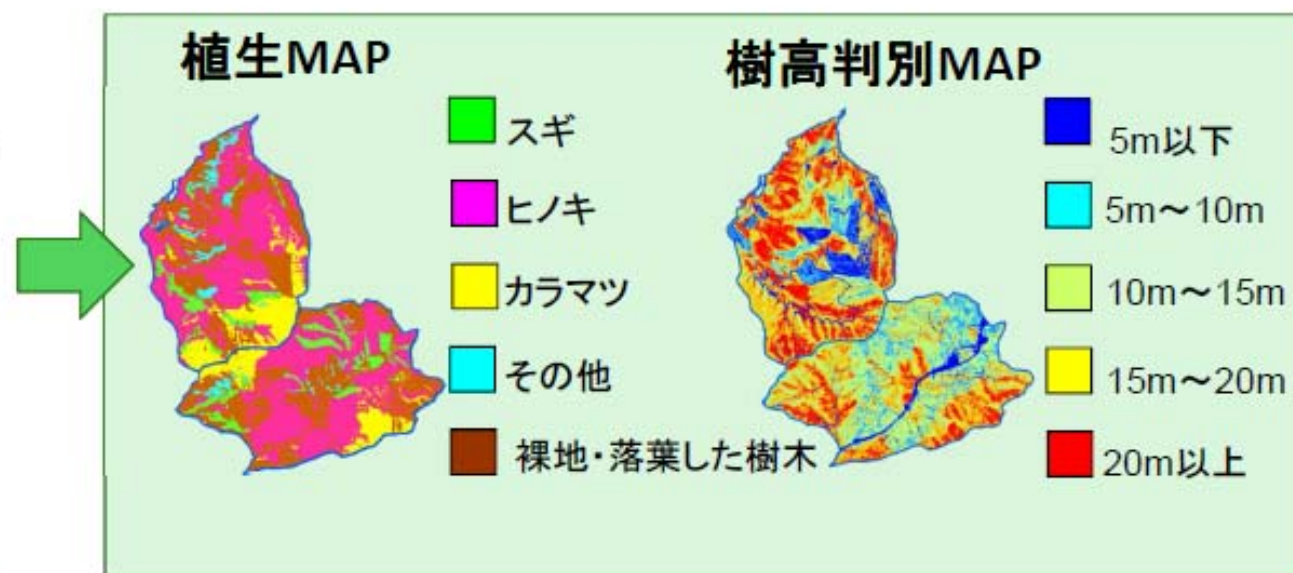 植生MAP
スギ
ヒノキ
カラマツ
その他
裸地・落葉した樹木
樹高判別MAP
5m以下
5m～10m
10m～15m
15m～20m
20m以上